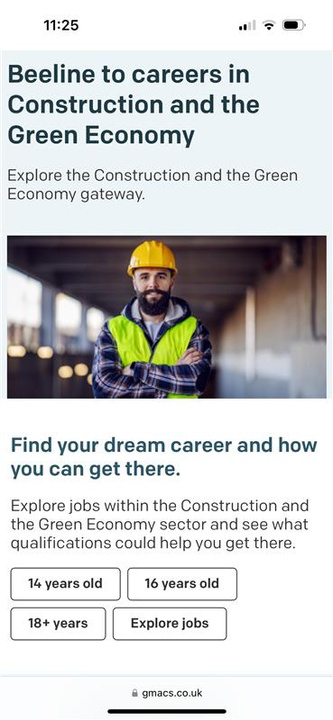 11:25
Beeline to careers in
Construction and the
Green Economy
Explore the Construction and the Green
Economy gateway.
Find your dream career and how
you can get there.
Explore jobs within the Construction and
the Green Economy sector and see what
qualifications could help you get there.
14 years old
16 years old
18+ years
Explore jobs
gmacs.co.uk